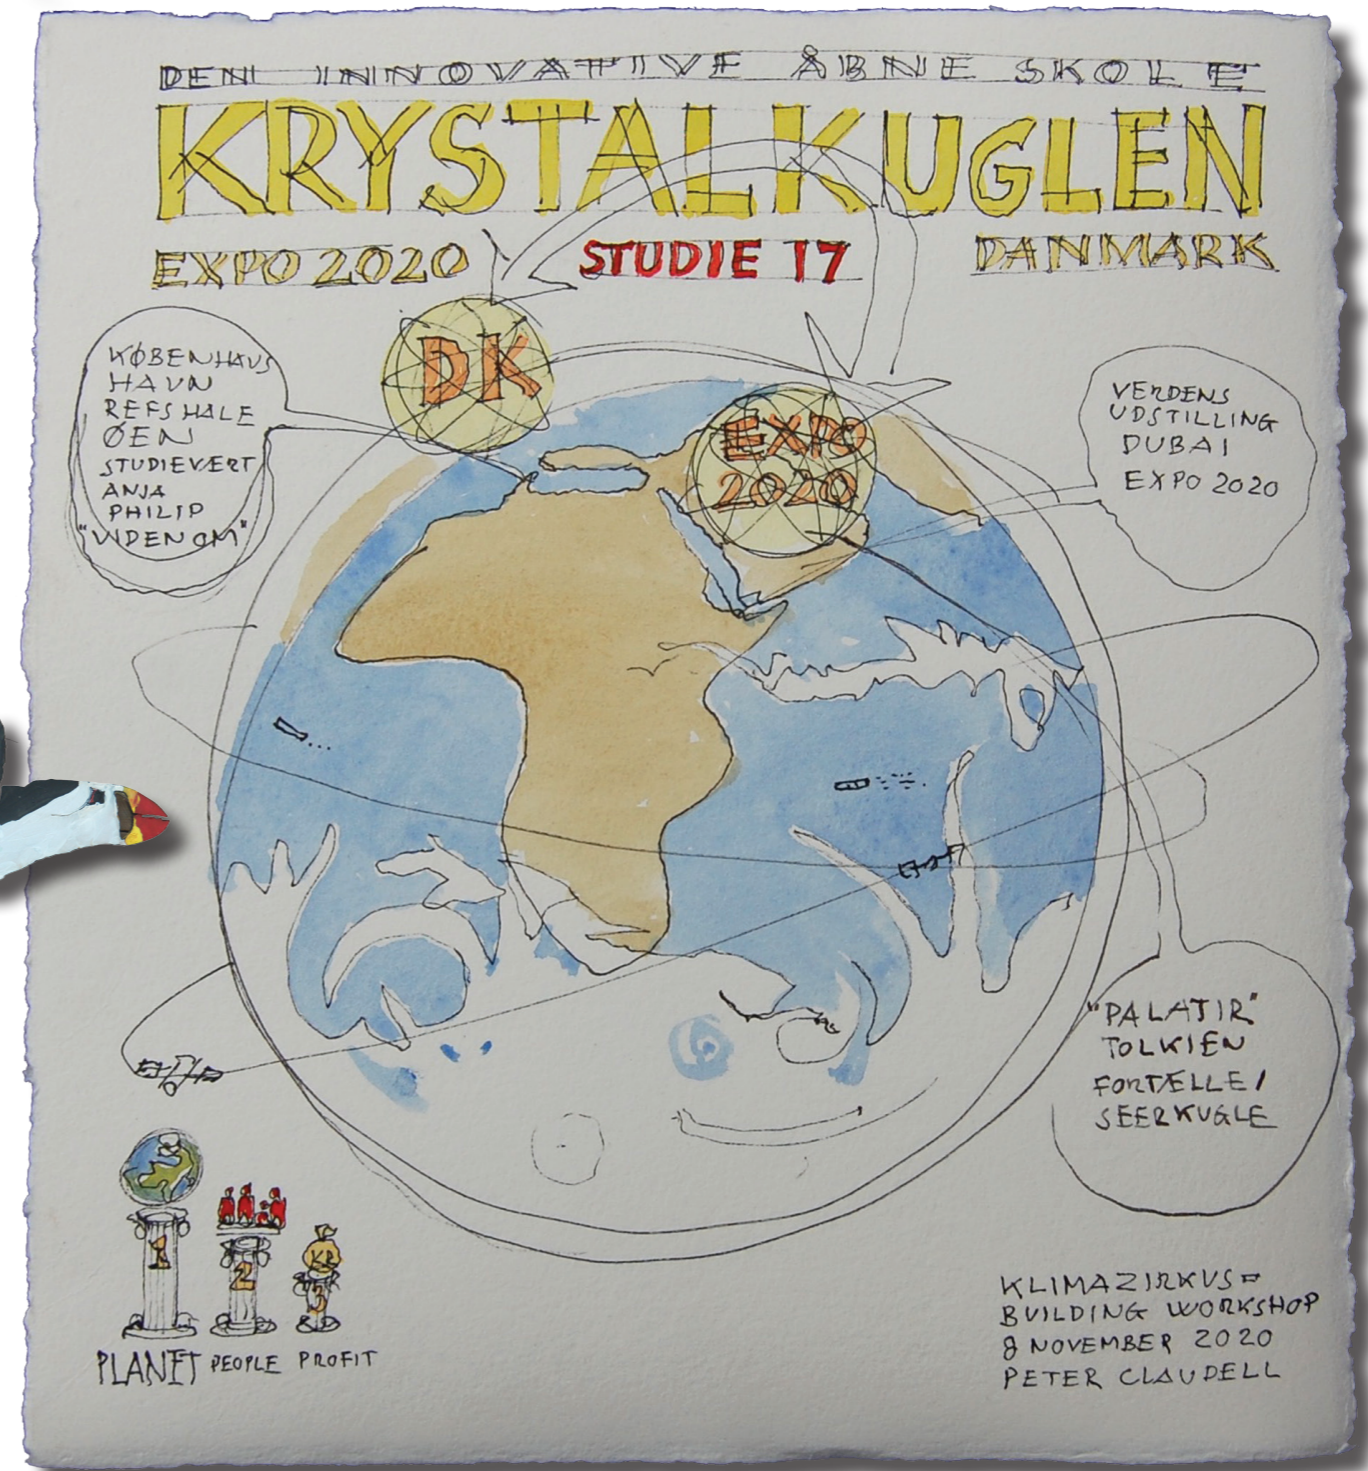 DEN INNOVATIVE ÅBNE SKOLE
KRYSTALKUGLEN
EXPO 2020 STUDIE 17 DANMARK
DK
EXPO
2020
KØBENHAVS
HAVN
REFSHALE
ØEN
STUDIEVÆRT
ANJA
PHILIP
"VIDEN OM"
VERDENS
UDSTILLING
DUBAI
EXPO 2020
"PALATIR"
TOLKIEN
FORTÆLLE/
SEERKUGLE
1
2
KR
3
PLANET PEOPLE PROFIT
KLIMAZIRKUS=
BUILDING WORKSHOP
8 NOVEMBER 2020
PETER CLAUDELL